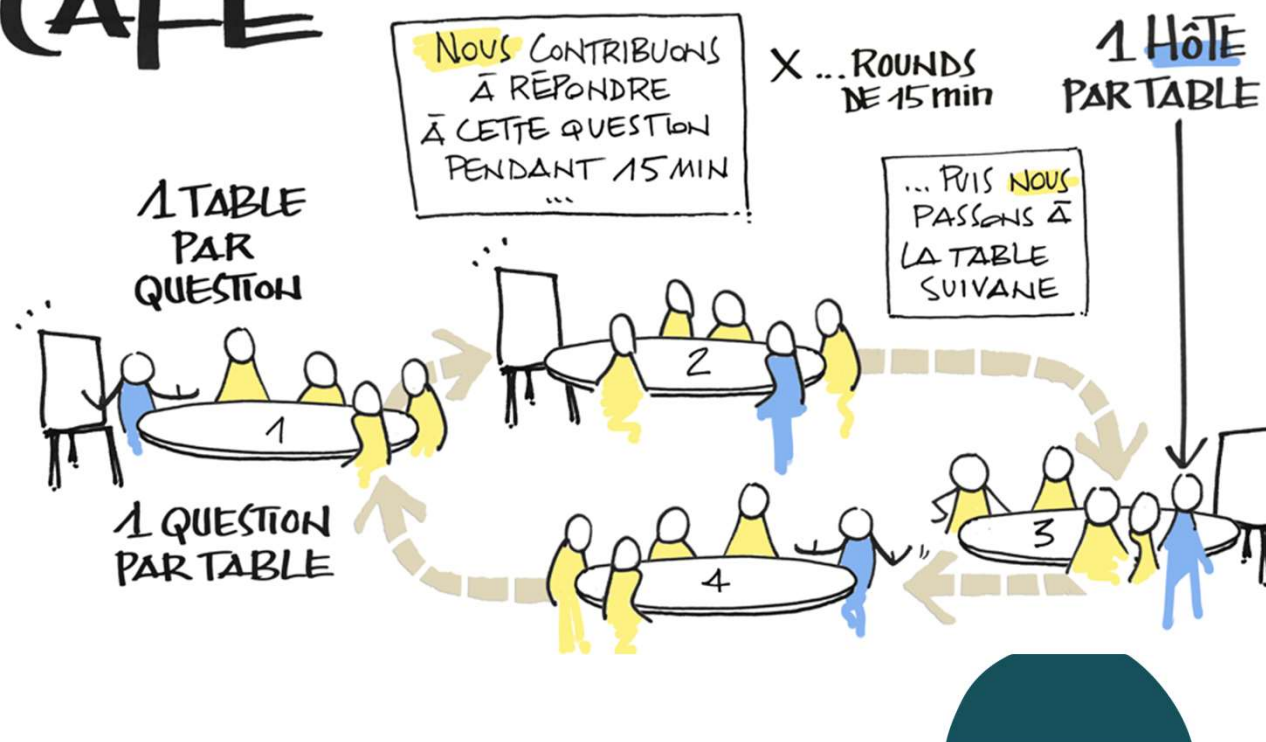 CAFE
NOUS CONTRIBUONS
À RÉPONDRE
À CETTE QUESTION
PENDANT 15 MIN
...
X ... ROUNDS
DE 15 min
1 HÔTE
PAR TABLE
... PUIS NOUS
PASSONS À
LA TABLE
SUIVANE
1 TABLE
PAR
QUESTION
1
2
3
4
1 QUESTION
PAR TABLE